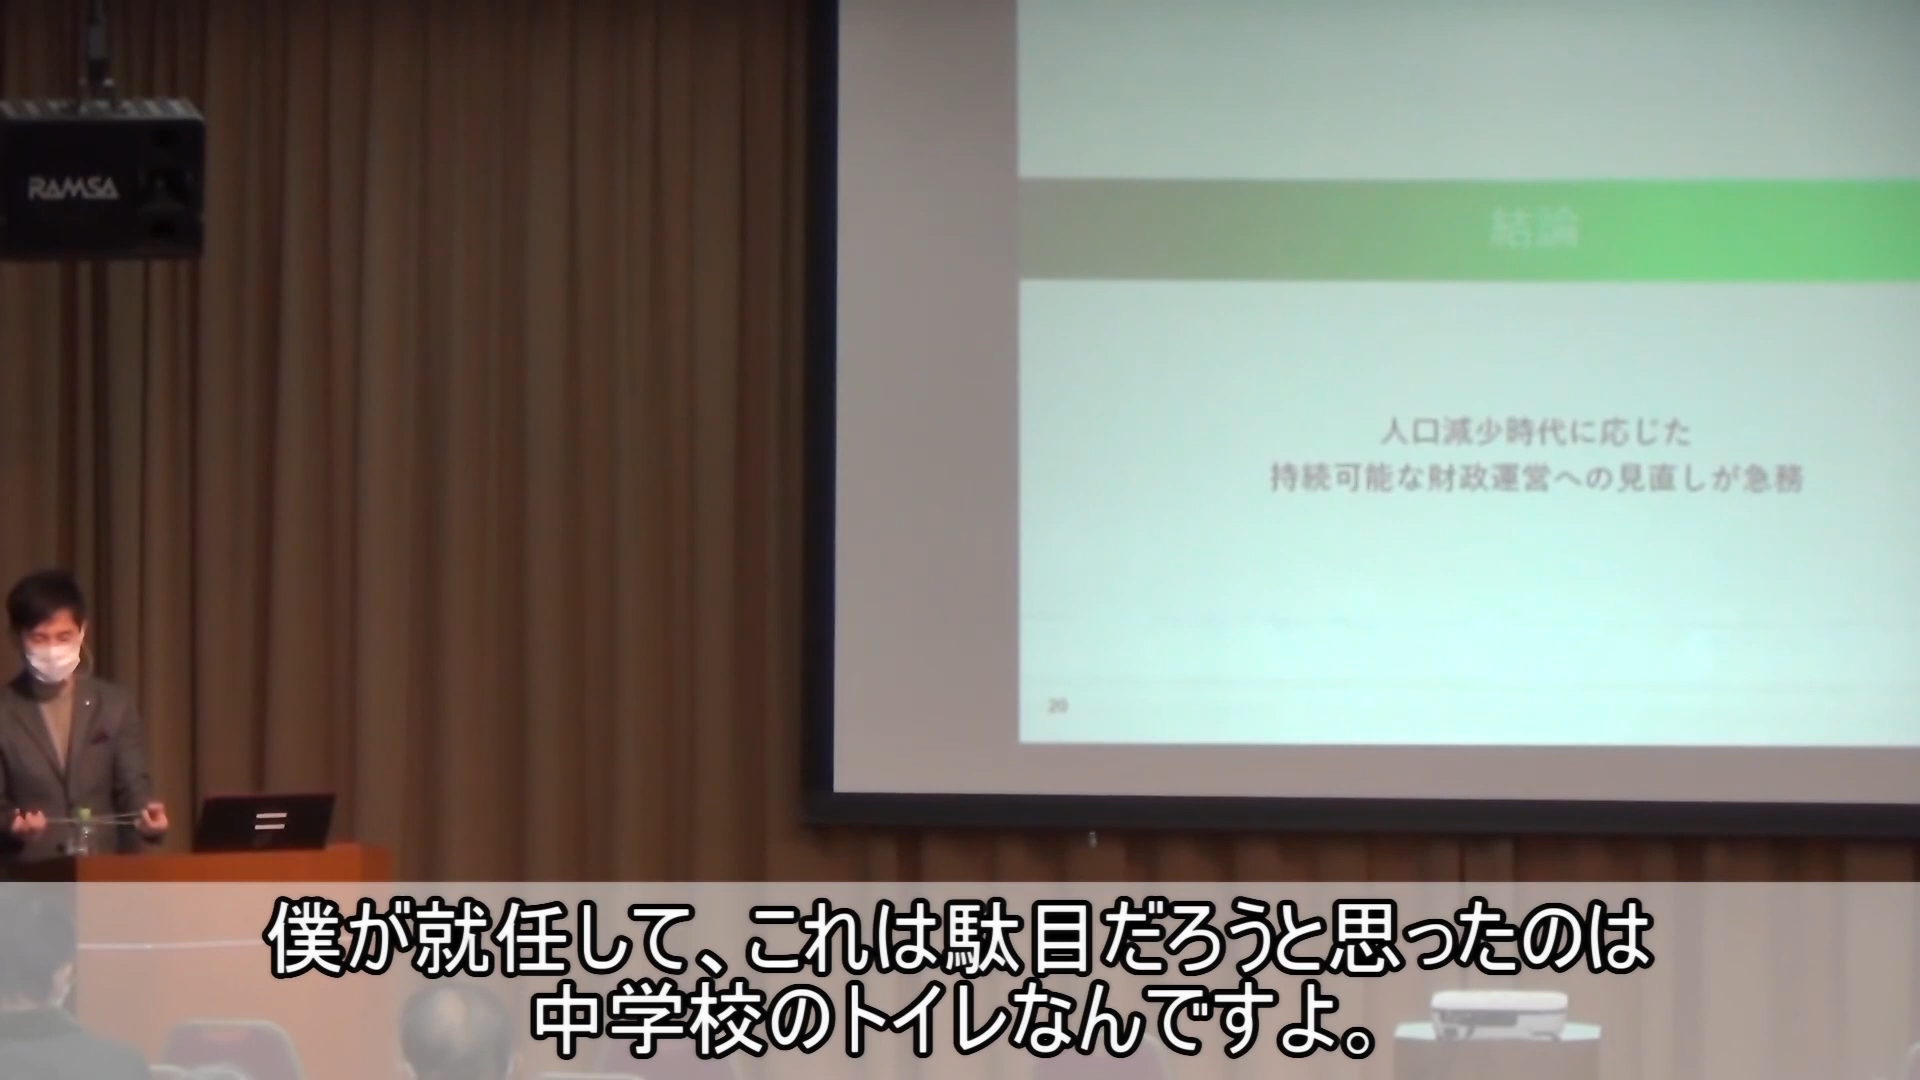 RAMSA
結論
人口減少時代に応じた
持続可能な財政運営への見直しが急務
20
僕が就任して、これは駄目だろうと思ったのは
中学校のトイレなんですよ。